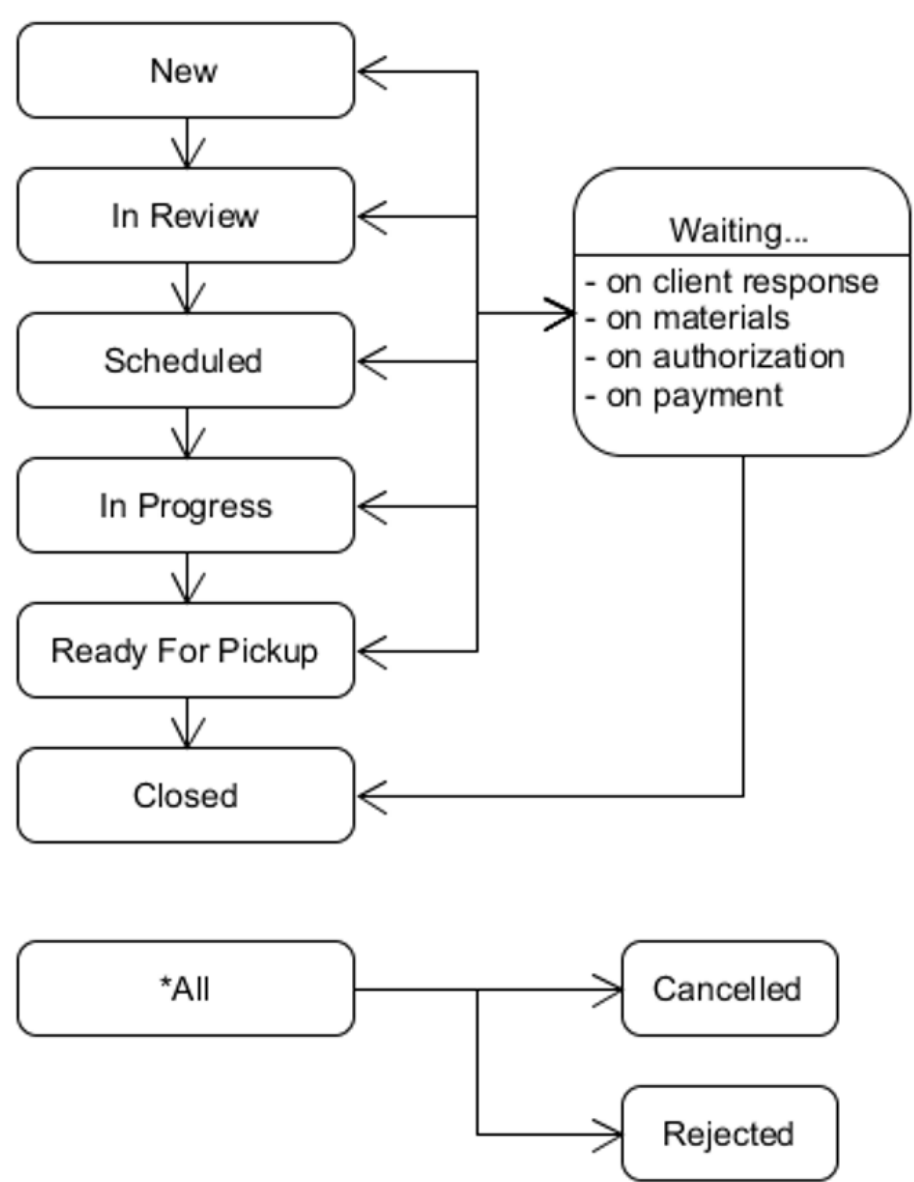 New
In Review
Scheduled
In Progress
Ready For Pickup
Closed
Waiting...
- on client response
- on materials
- on authorization
- on payment
*All
Cancelled
Rejected